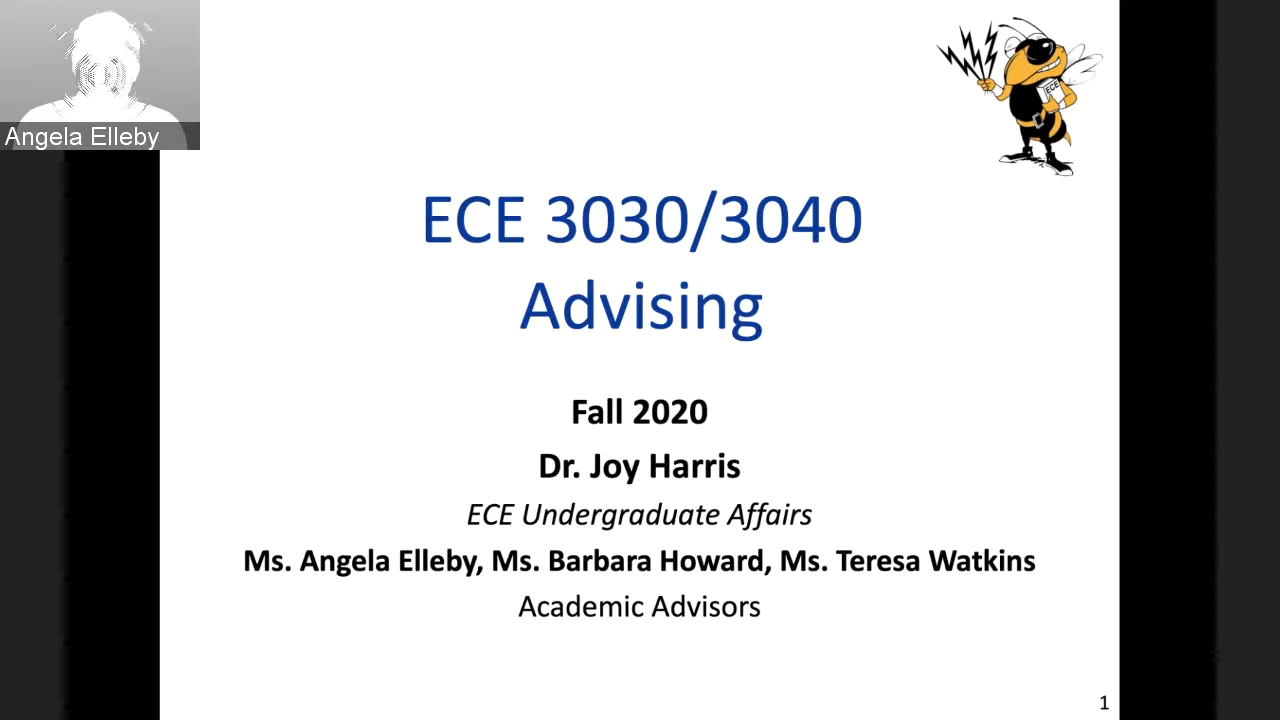 Angela Elleby
ECE
ECE 3030/3040
Advising
Fall 2020
Dr. Joy Harris
ECE Undergraduate Affairs
Ms. Angela Elleby, Ms. Barbara Howard, Ms. Teresa Watkins
Academic Advisors
1